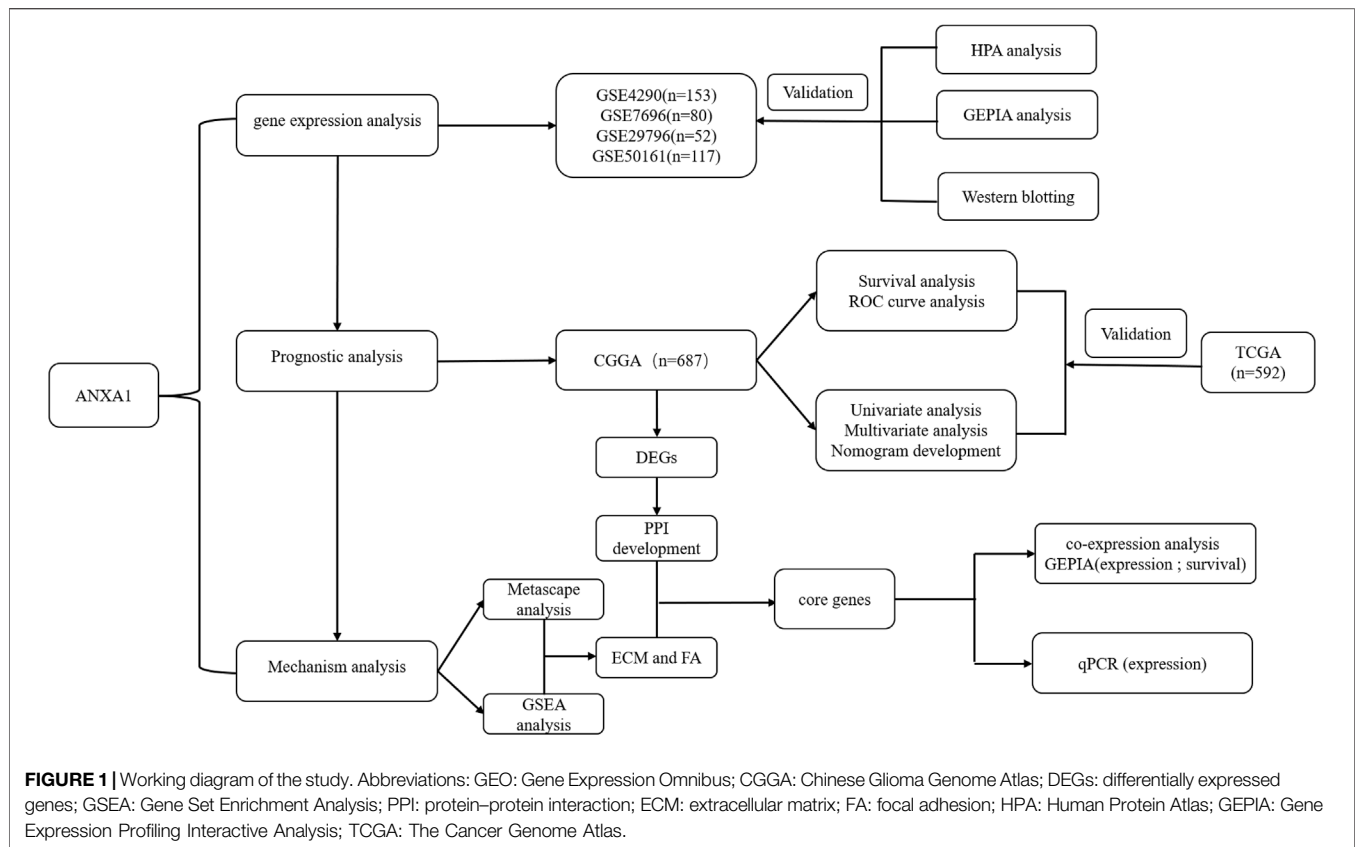 HPA analysis
GSE4290(n=153)
GSE7696(n=80)
GSE29796(n=52)
GSE50161(n=117)
Validation
gene expression analysis
GEPIA analysis
Western blotting
Survival analysis
ROC curve analysis
Validation
Prognostic analysis
CGGA（n=687)
TCGA
(n=592)
ANXA1
Univariate analysis
Multivariate analysis
Nomogram development
DEGs
PPI
development
co-expression analysis
GEPIA(expression ; survival)
Metascape
analysis
core genes
Mechanism analysis
ECM and FA
qPCR (expression)
GSEA
analysis
FIGURE 1 | Working diagram of the study. Abbreviations: GEO: Gene Expression Omnibus; CGGA: Chinese Glioma Genome Atlas; DEGs: differentially expressed
genes; GSEA: Gene Set Enrichment Analysis; PPI: protein–protein interaction; ECM: extracellular matrix; FA: focal adhesion; HPA: Human Protein Atlas; GEPIA: Gene
Expression Profiling Interactive Analysis; TCGA: The Cancer Genome Atlas.